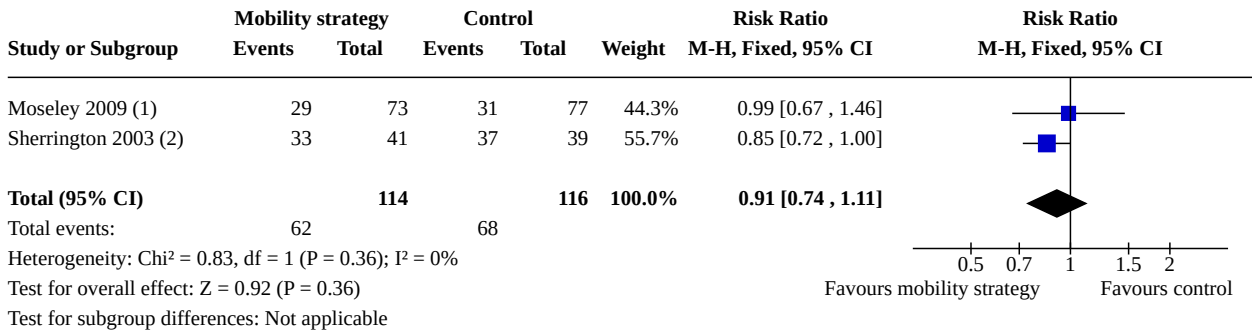 Mobility strategy Control Risk Ratio Risk Ratio
Study or Subgroup Events Total Events Total Weight M-H, Fixed, 95% CI M-H, Fixed, 95% CI
Moseley 2009 (1) 29 73 31 77 44.3% 0.99 [0.67 , 1.46]
Sherrington 2003 (2) 33 41 37 39 55.7% 0.85 [0.72 , 1.00]
Total (95% CI) 114 116 100.0% 0.91 [0.74 , 1.11]
Total events: 62 68
Heterogeneity: Chi² = 0.83, df = 1 (P = 0.36); I² = 0%
0.5 0.7 1 1.5 2
Test for overall effect: Z = 0.92 (P = 0.36) Favours mobility strategy Favours control
Test for subgroup differences: Not applicable